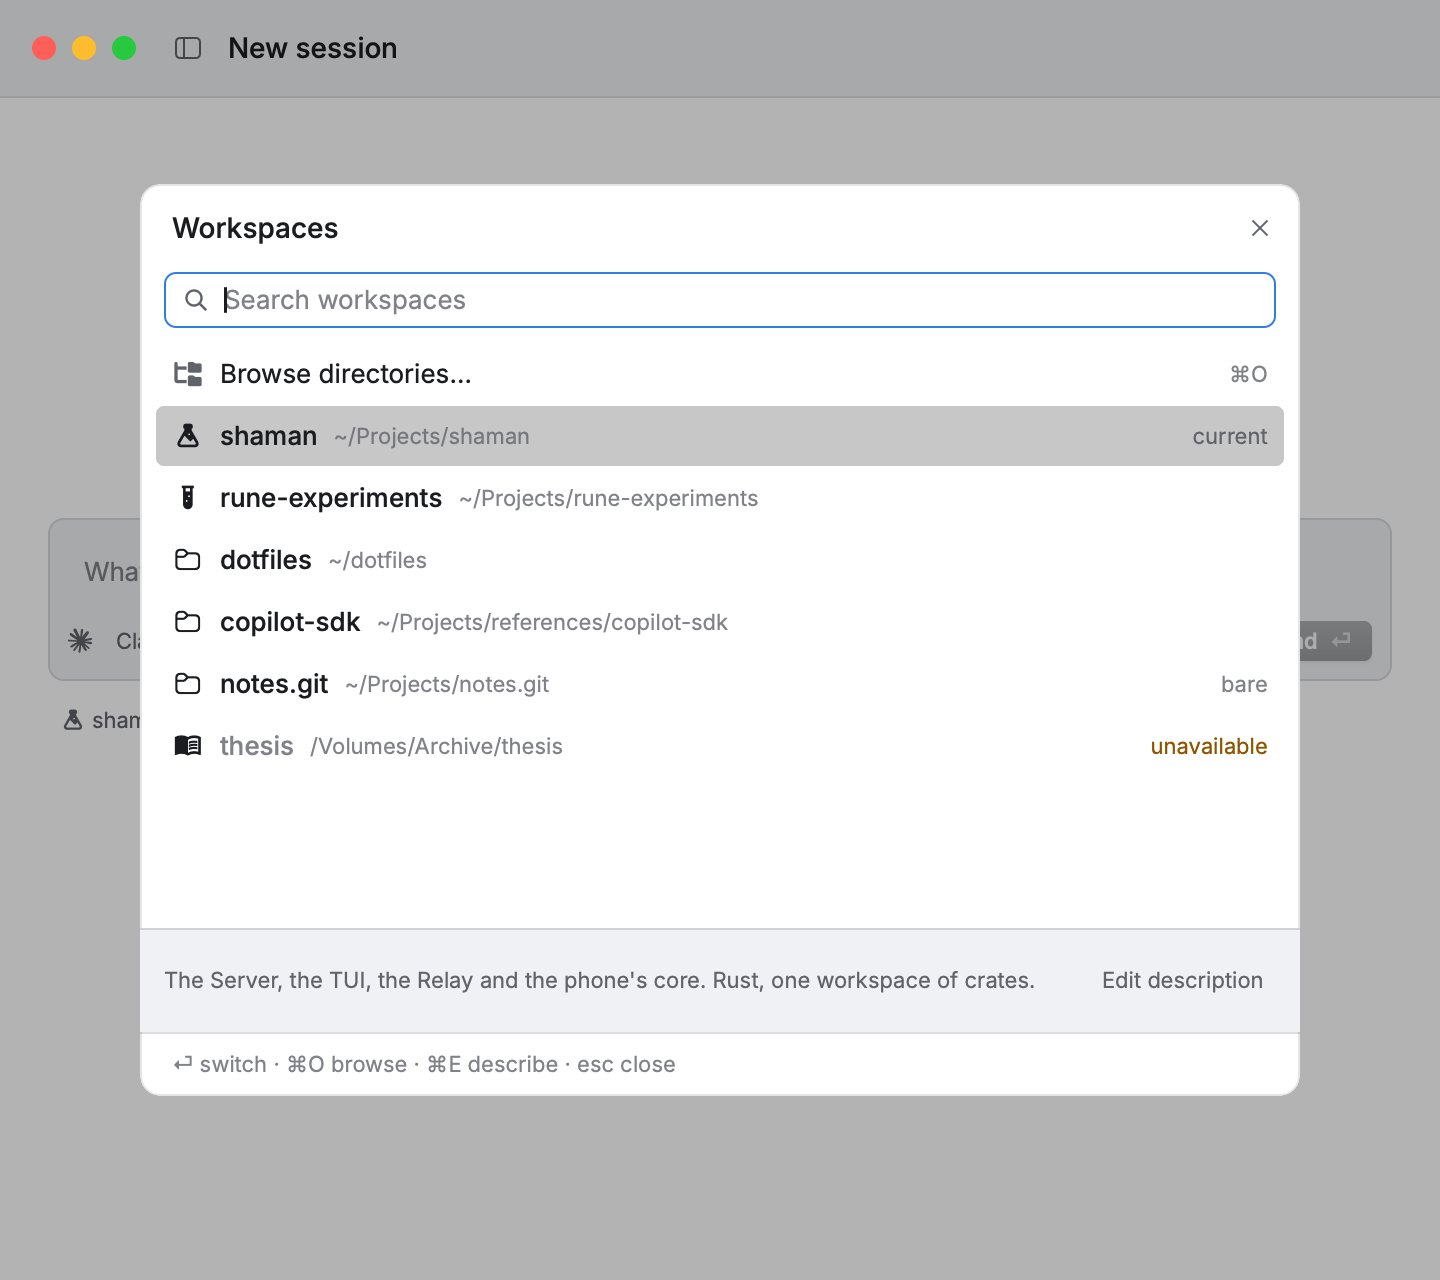 New session
Workspaces
Search workspaces
Browse directories... ⌘O
shaman ~/Projects/shaman current
rune-experiments ~/Projects/rune-experiments
dotfiles ~/dotfiles
copilot-sdk ~/Projects/references/copilot-sdk
notes.git ~/Projects/notes.git bare
thesis /Volumes/Archive/thesis unavailable
The Server, the TUI, the Relay and the phone's core. Rust, one workspace of crates. Edit description
⏎ switch · ⌘O browse · ⌘E describe · esc close